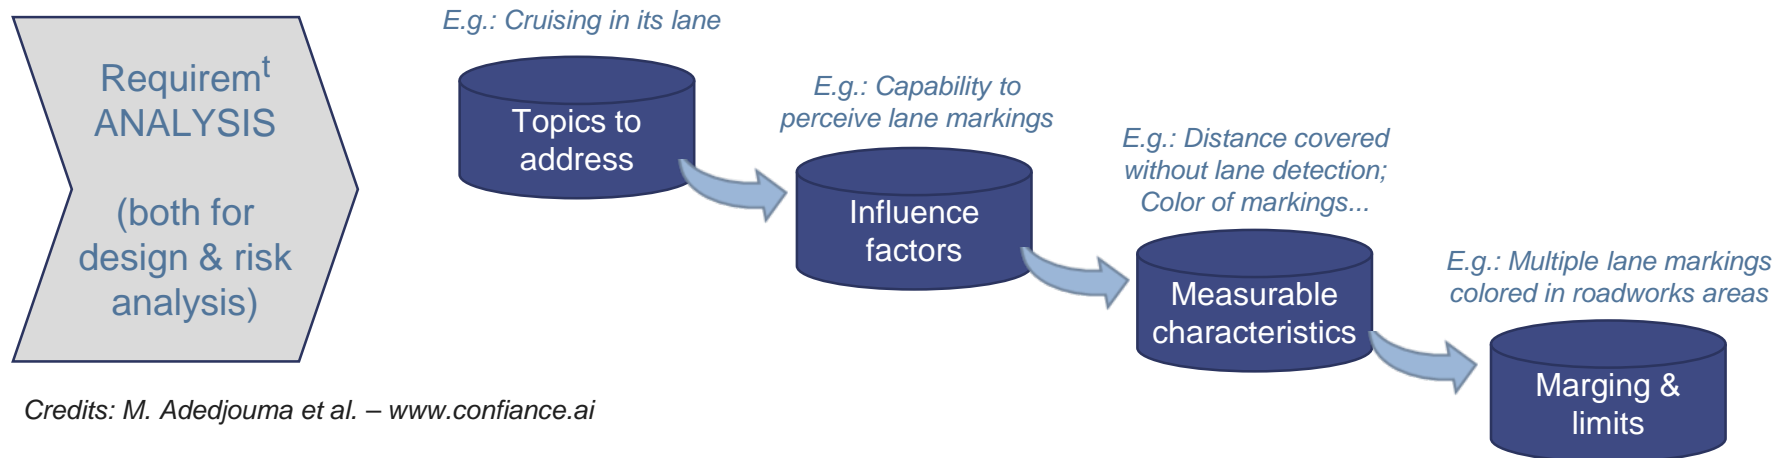 Requiremt
ANALYSIS
(both for
design & risk
analysis)
E.g.: Cruising in its lane
Topics to
address
E.g.: Capability to
perceive lane markings
Influence
factors
E.g.: Distance covered
without lane detection;
Color of markings...
Measurable
characteristics
E.g.: Multiple lane markings
colored in roadworks areas
Marging &
limits
Credits: M. Adedjouma et al. – www.confiance.ai